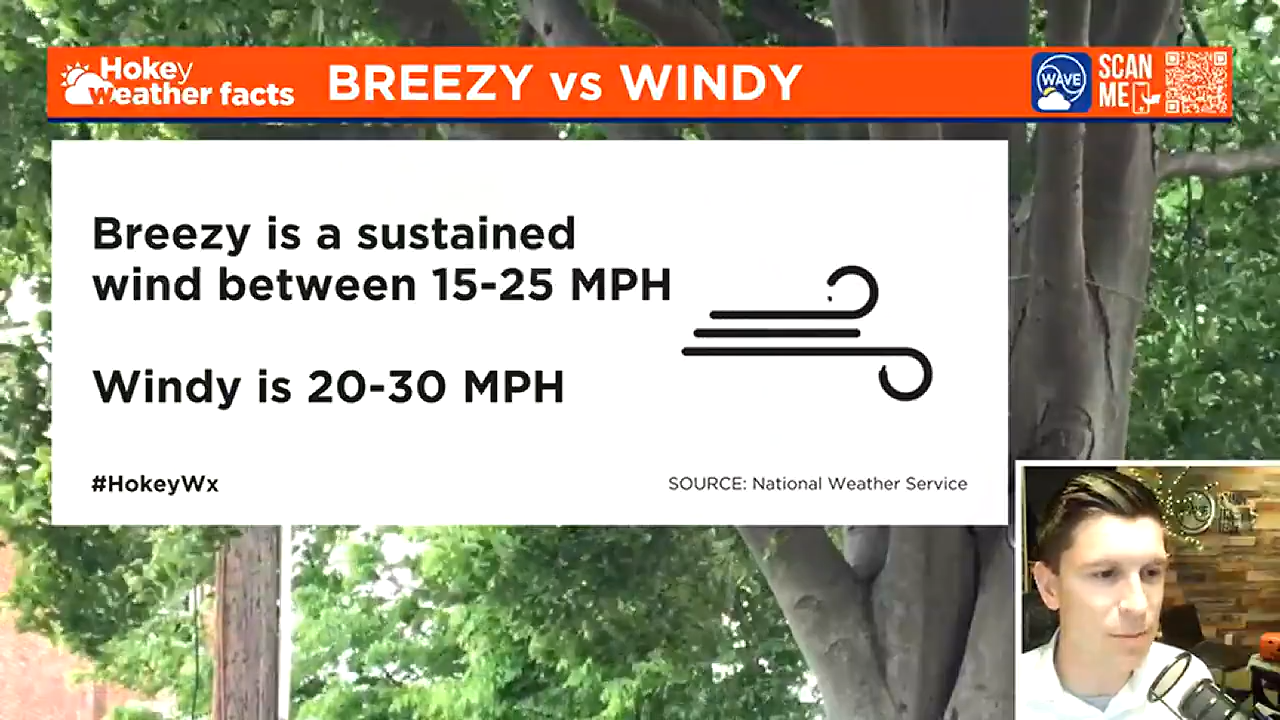 Hokey
weather facts
BREEZY vs WINDY
WAVE
SCAN
ME
Breezy is a sustained
wind between 15-25 MPH
Windy is 20-30 MPH
#HokeyWx
SOURCE: National Weather Service